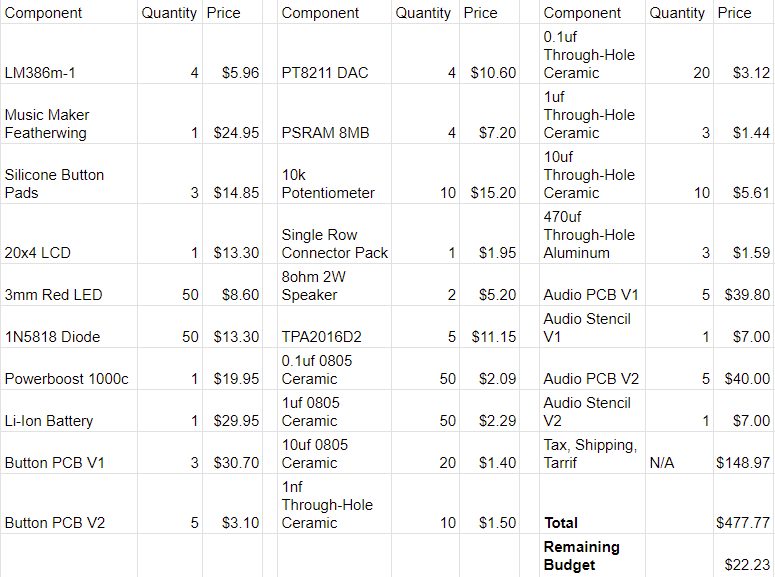 Component Quantity Price Component Quantity Price Component Quantity Price
0.1uf
Through-Hole
LM386m-1 4 $5.96 PT8211 DAC 4 $10.60 Ceramic 20 $3.12
1uf
Music Maker Through-Hole
Featherwing 1 $24.95 PSRAM 8MB 4 $7.20 Ceramic 3 $1.44
10uf
Silicone Button 10k Through-Hole
Pads 3 $14.85 Potentiometer 10 $15.20 Ceramic 10 $5.61
470uf
Single Row Through-Hole
20x4 LCD 1 $13.30 Connector Pack 1 $1.95 Aluminum 3 $1.59
8ohm 2W
3mm Red LED 50 $8.60 Speaker 2 $5.20 Audio PCB V1 5 $39.80
Audio Stencil
1N5818 Diode 50 $13.30 TPA2016D2 5 $11.15 V1 1 $7.00
0.1uf 0805
Powerboost 1000c 1 $19.95 Ceramic 50 $2.09 Audio PCB V2 5 $40.00
1uf 0805 Audio Stencil
Li-Ion Battery 1 $29.95 Ceramic 50 $2.29 V2 1 $7.00
10uf 0805 Tax, Shipping,
Button PCB V1 3 $30.70 Ceramic 20 $1.40 Tarrif N/A $148.97
1nf
Through-Hole
Button PCB V2 5 $3.10 Ceramic 10 $1.50 Total $477.77
Remaining
Budget $22.23